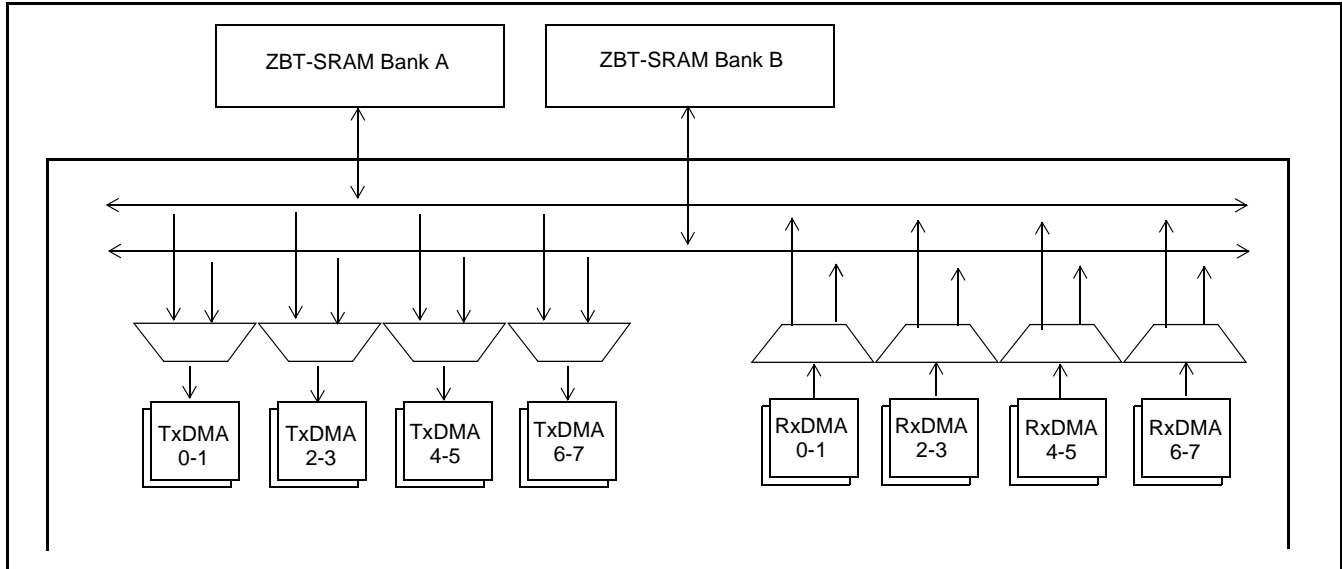 ZBT-SRAM Bank A
ZBT-SRAM Bank B
TxDMA
0-1
TxDMA
2-3
TxDMA
4-5
TxDMA
6-7
RxDMA
0-1
RxDMA
2-3
RxDMA
4-5
RxDMA
6-7